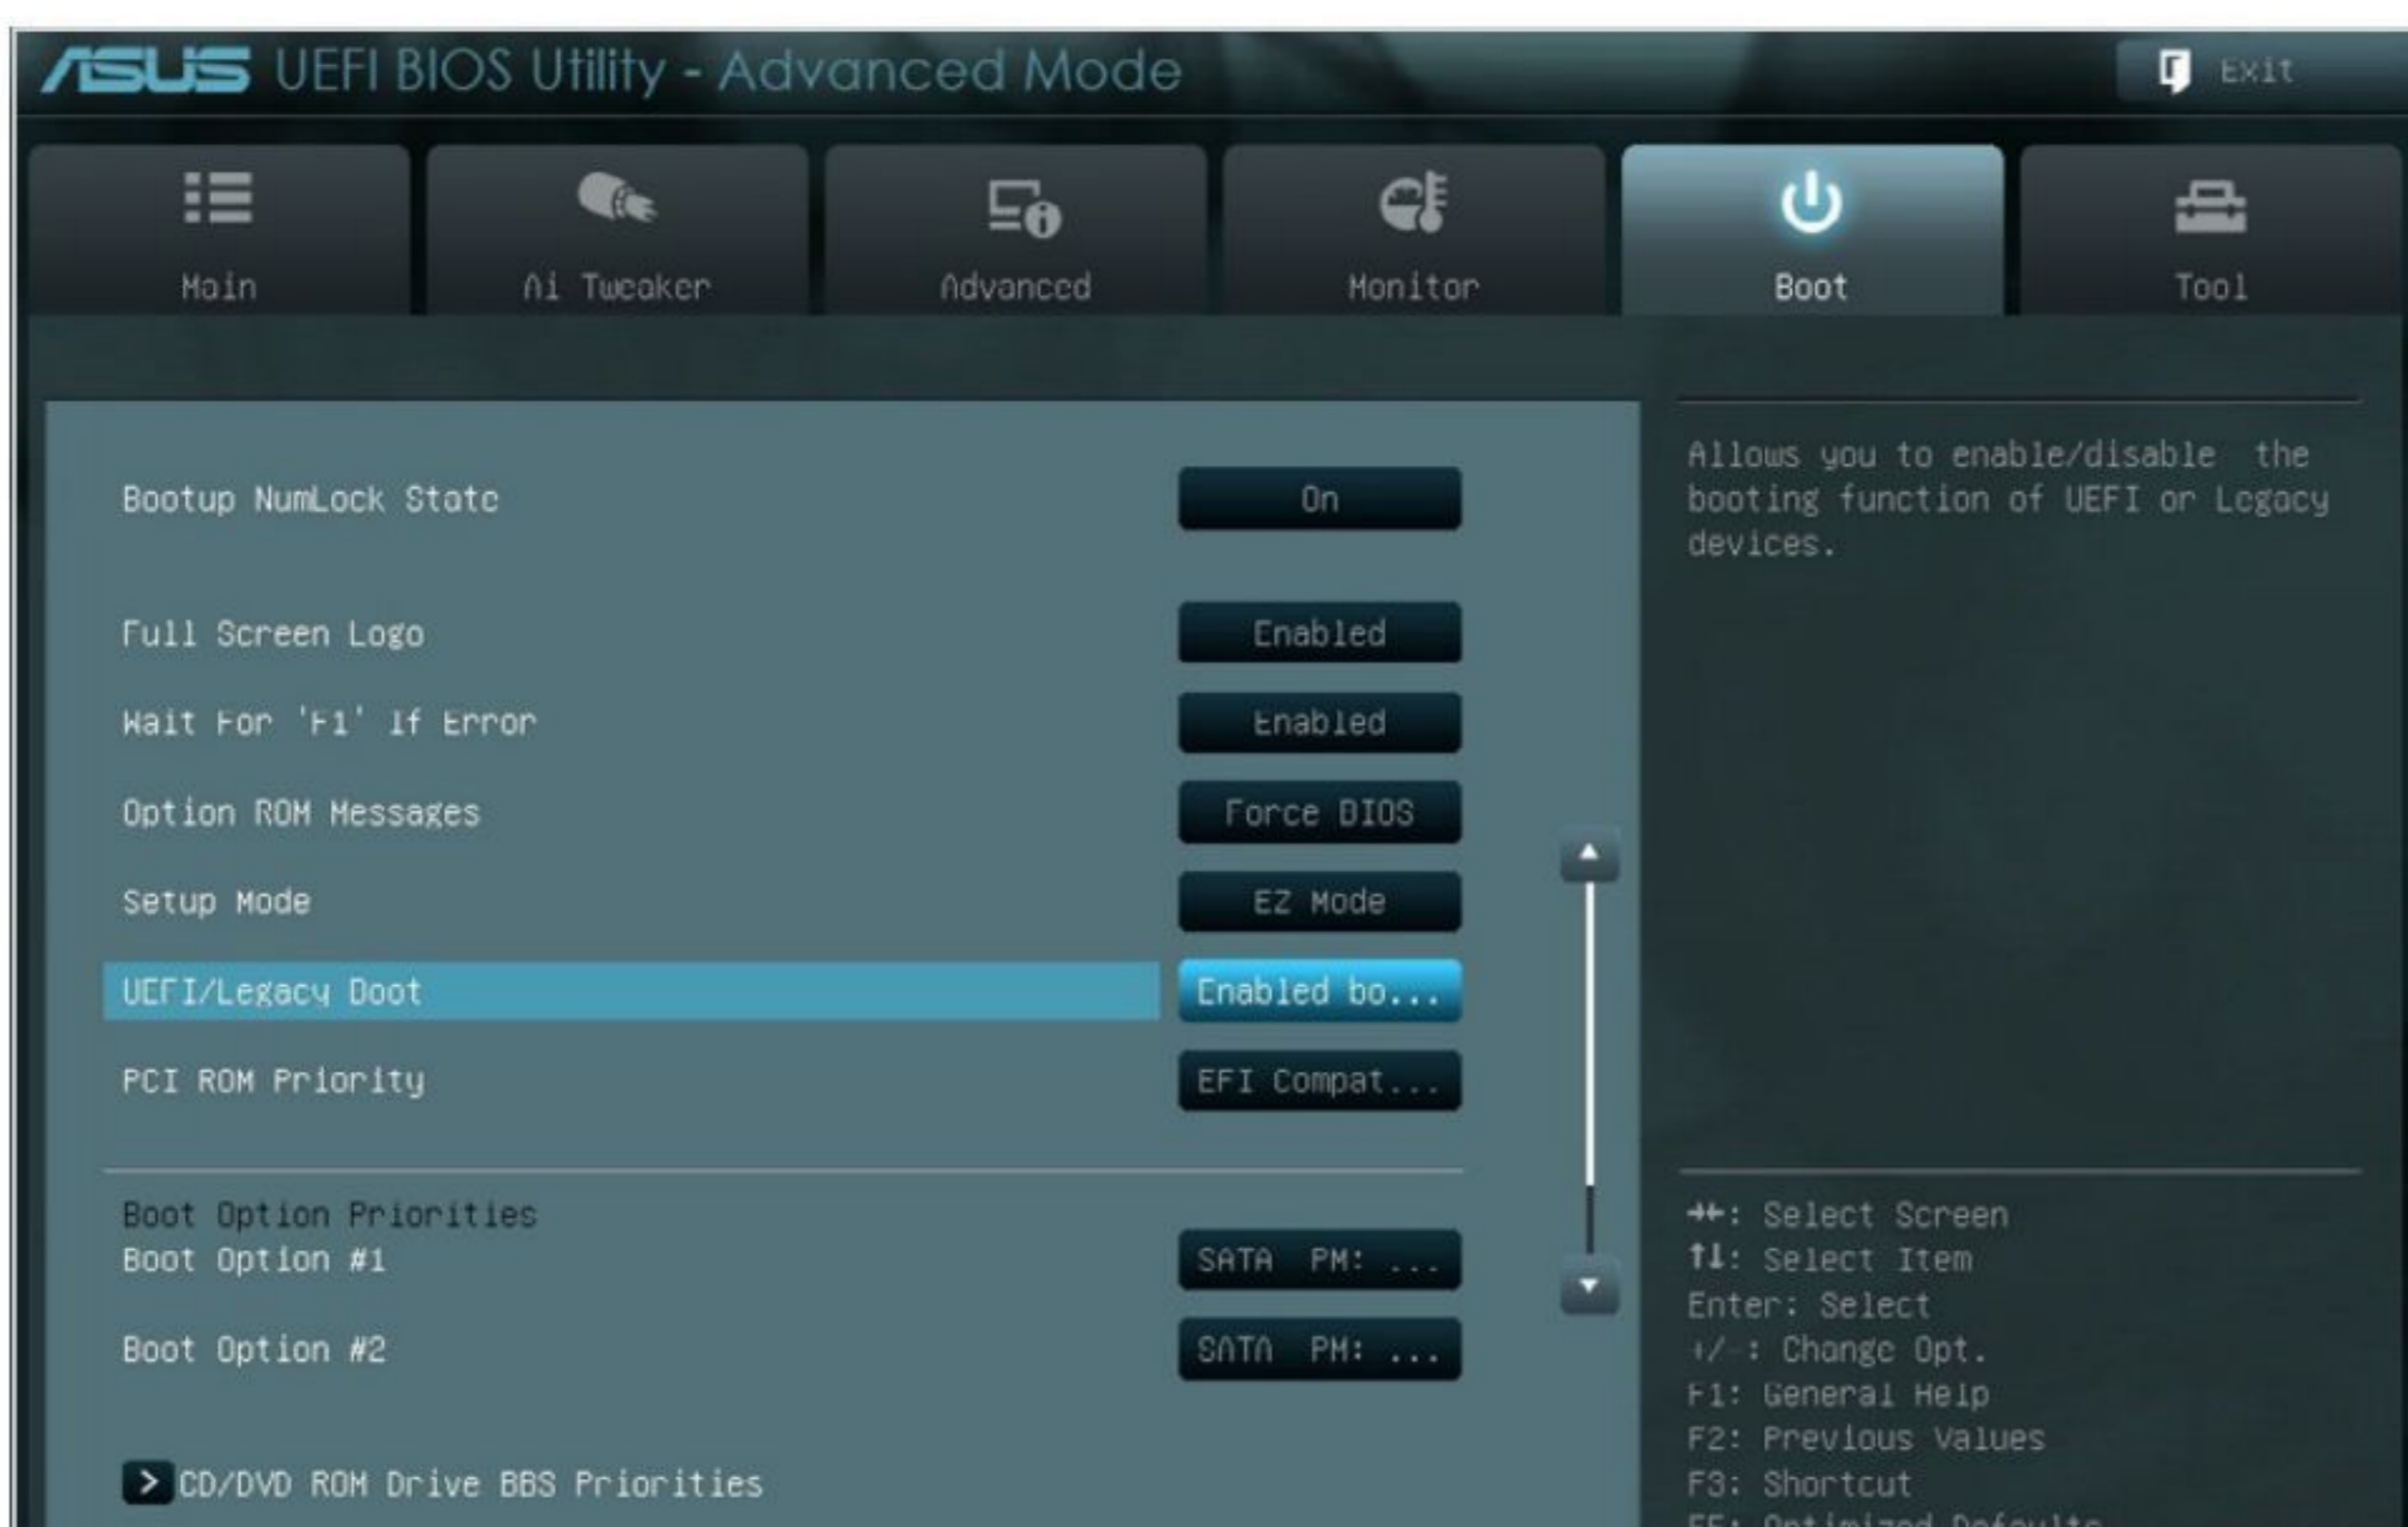 ASUS UEFI BIOS Utility - Advanced Mode
Exit
Main
Ai Tweaker
Advanced
Monitor
Boot
Tool
Bootup NumLock State
On
Full Screen Logo
Enabled
Wait For 'F1' If Error
Enabled
Option ROM Messages
Force BIOS
Setup Mode
EZ Mode
UEFI/Legacy Boot
Enabled bo...
PCI ROM Priority
EFI Compat...
Boot Option Priorities
Boot Option #1
SATA PM: ...
Boot Option #2
SATA PM: ...
> CD/DVD ROM Drive BBS Priorities
Allows you to enable/disable the
booting function of UEFI or Legacy
devices.
→←: Select Screen
↑↓: Select Item
Enter: Select
+/-: Change Opt.
F1: General Help
F2: Previous Values
F3: Shortcut
F5: Optimized Defaults